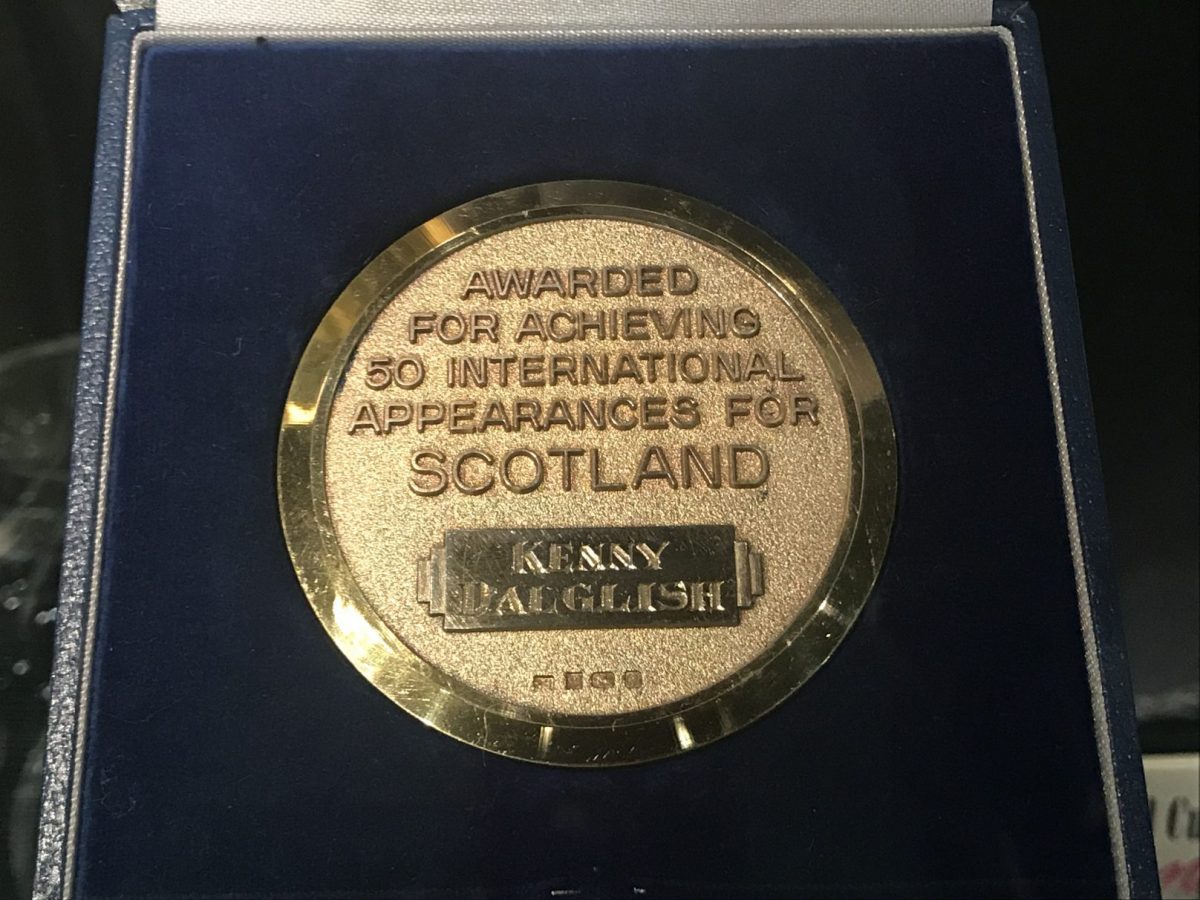 AWARDED
FOR ACHIEVING
50 INTERNATIONAL
APPEARANCES FOR
SCOTLAND
KENNY
DALGLISH